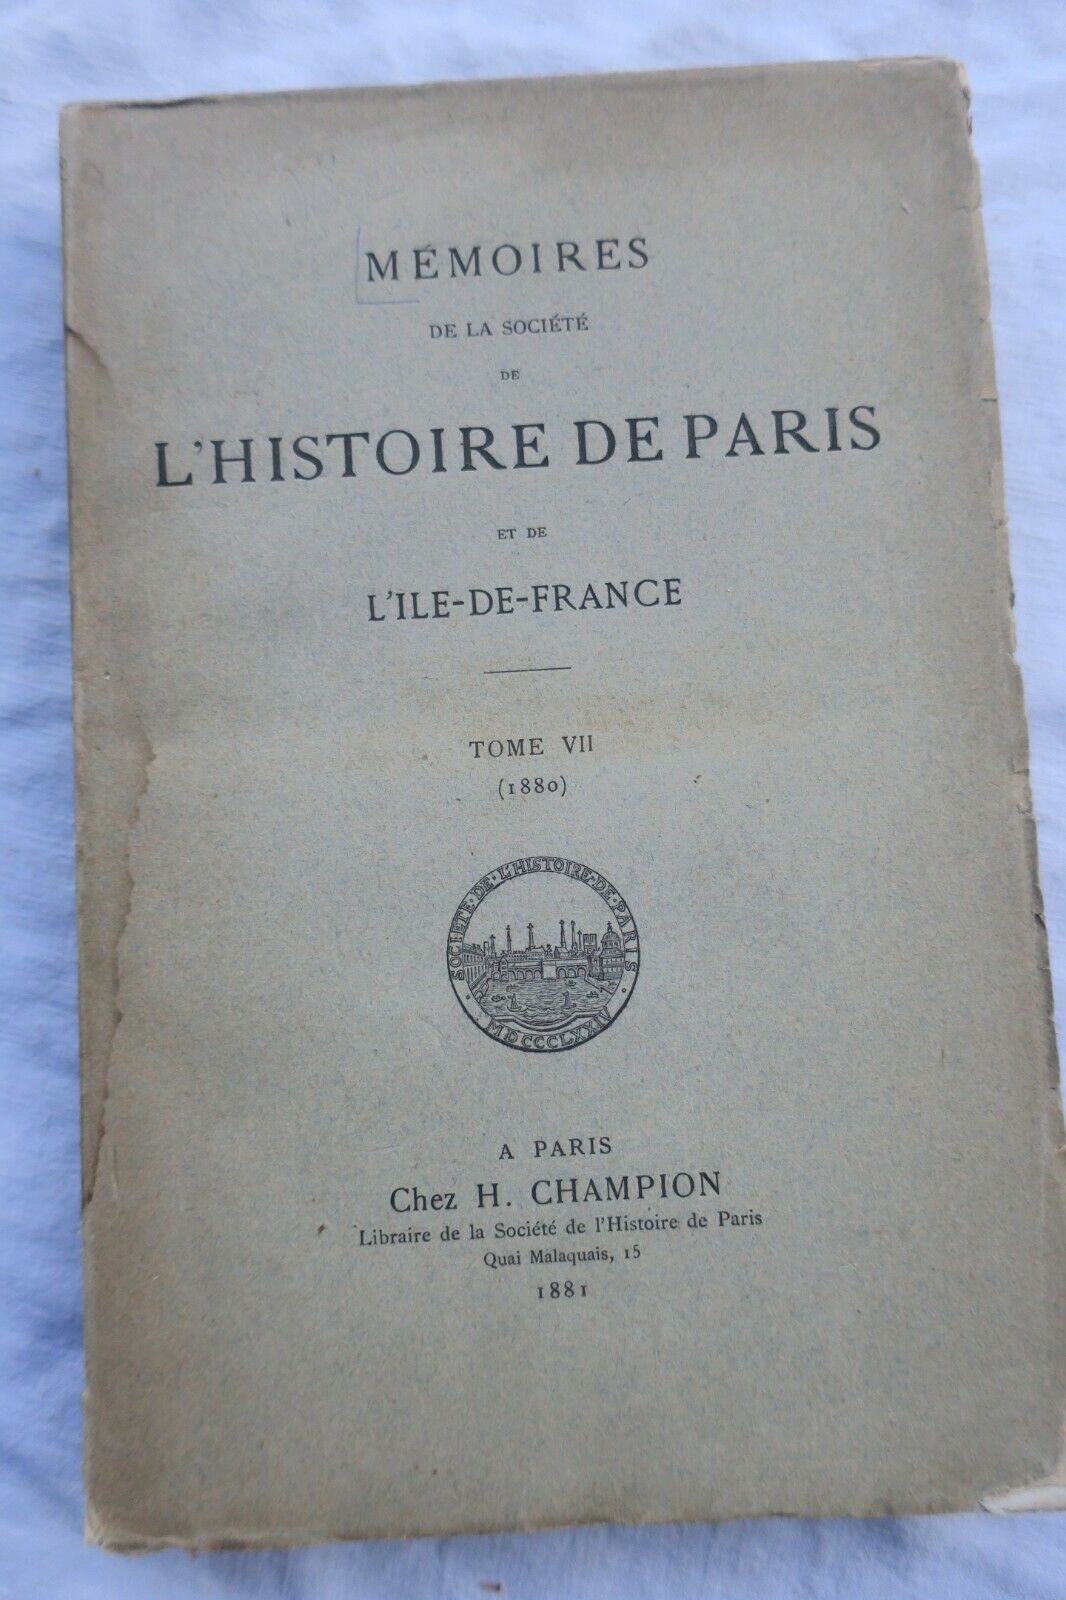 MÉMOIRES
DE LA SOCIÉTÉ
DE
L'HISTOIRE DE PARIS
ET DE
L'ILE-DE-FRANCE
TOME VII
(1880)
SOCIETE·DE·L'HISTOIRE·DE·PARIS
MDCCCLXXIV
A PARIS
Chez H. CHAMPION
Libraire de la Société de l'Histoire de Paris
Quai Malaquais, 15
1881